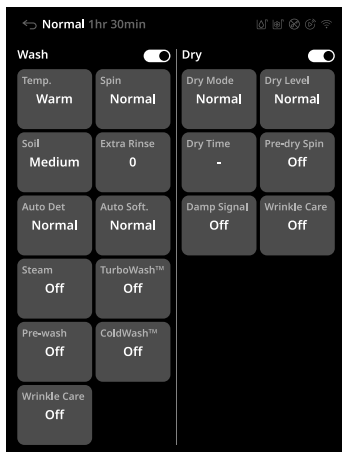 Normal 1hr 30min
Wash
Dry
Temp.
Warm
Spin
Normal
Dry Mode
Normal
Dry Level
Normal
Soil
Medium
Extra Rinse
0
Dry Time
-
Pre-dry Spin
Off
Auto Det
Normal
Auto Soft.
Normal
Damp Signal
Off
Wrinkle Care
Off
Steam
Off
TurboWash™
Off
Pre-wash
Off
ColdWash™
Off
Wrinkle Care
Off